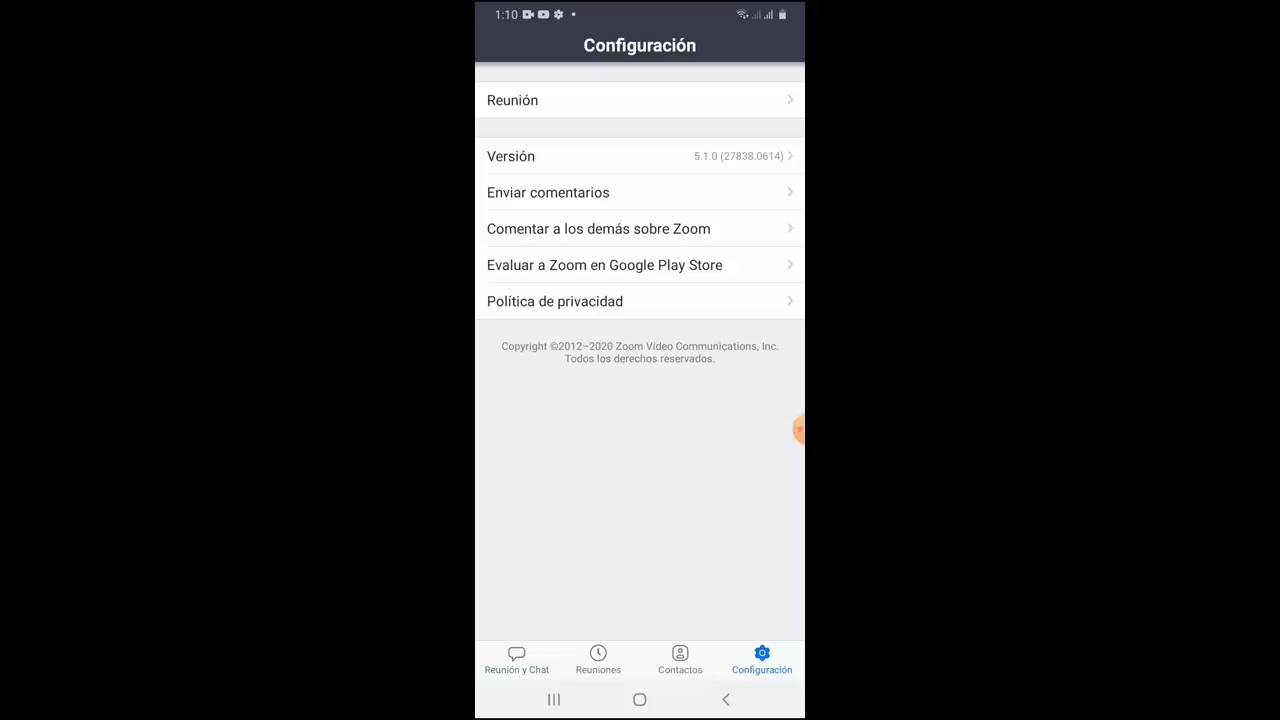 1:10
Configuración
Reunión
Versión 5.1.0 (27838.0614)
Enviar comentarios
Comentar a los demás sobre Zoom
Evaluar a Zoom en Google Play Store
Política de privacidad
Copyright ©2012–2020 Zoom Video Communications, Inc.
Todos los derechos reservados.
Reunión y Chat Reuniones Contactos Configuración